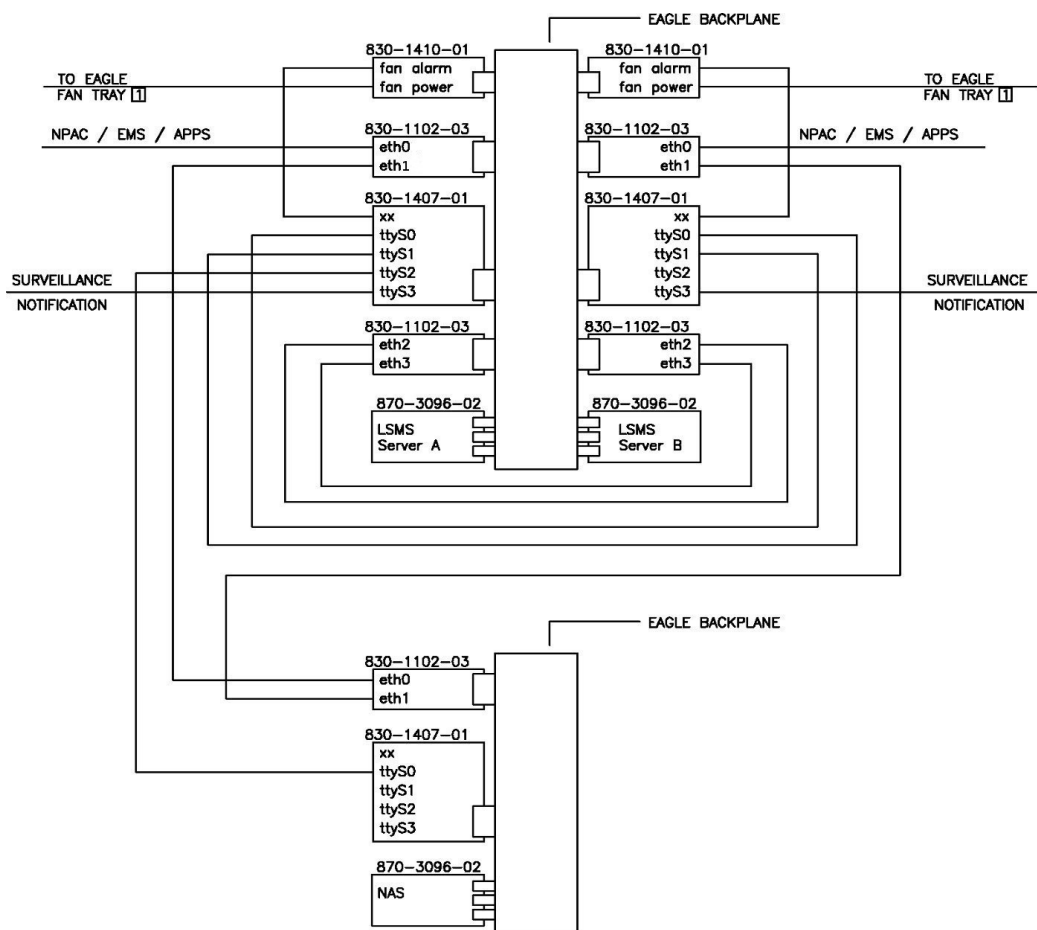 EAGLE BACKPLANE
830-1410-01
fan alarm
fan power
830-1410-01
fan alarm
fan power
TO EAGLE
FAN TRAY 1
TO EAGLE
FAN TRAY 1
NPAC / EMS / APPS
830-1102-03
eth0
eth1
830-1102-03
eth0
eth1
NPAC / EMS / APPS
830-1407-01
xx
ttyS0
ttyS1
ttyS2
ttyS3
830-1407-01
xx
ttyS0
ttyS1
ttyS2
ttyS3
SURVEILLANCE
NOTIFICATION
SURVEILLANCE
NOTIFICATION
830-1102-03
eth2
eth3
830-1102-03
eth2
eth3
870-3096-02
LSMS
Server A
870-3096-02
LSMS
Server B
EAGLE BACKPLANE
830-1102-03
eth0
eth1
830-1407-01
xx
ttyS0
ttyS1
ttyS2
ttyS3
870-3096-02
NAS